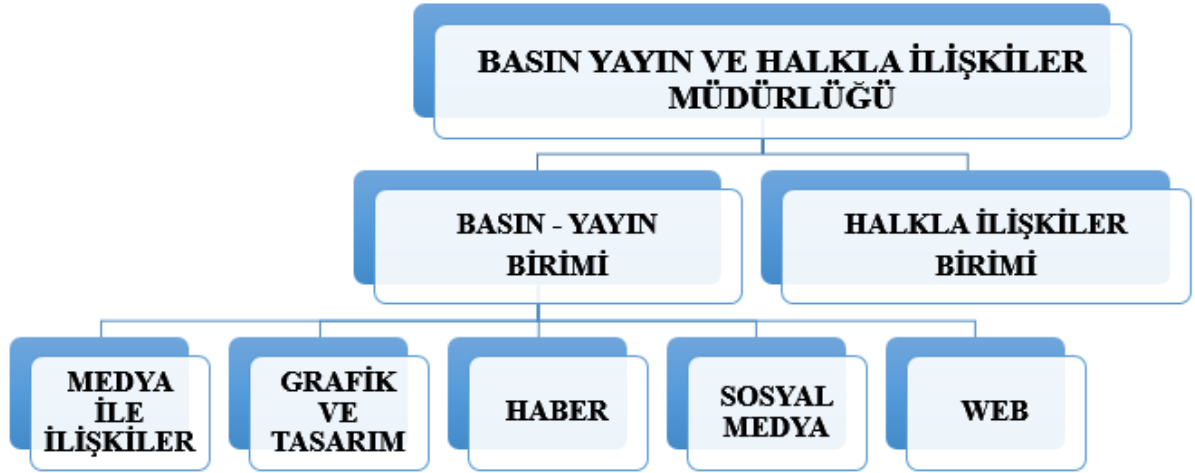 BASIN YAYIN VE HALKLA İLİŞKİLER
MÜDÜRLÜĞÜ
BASIN - YAYIN
BİRİMİ
HALKLA İLİŞKİLER
BİRİMİ
MEDYA
İLE
İLİŞKİLER
GRAFİK
VE
TASARIM
HABER
SOSYAL
MEDYA
WEB